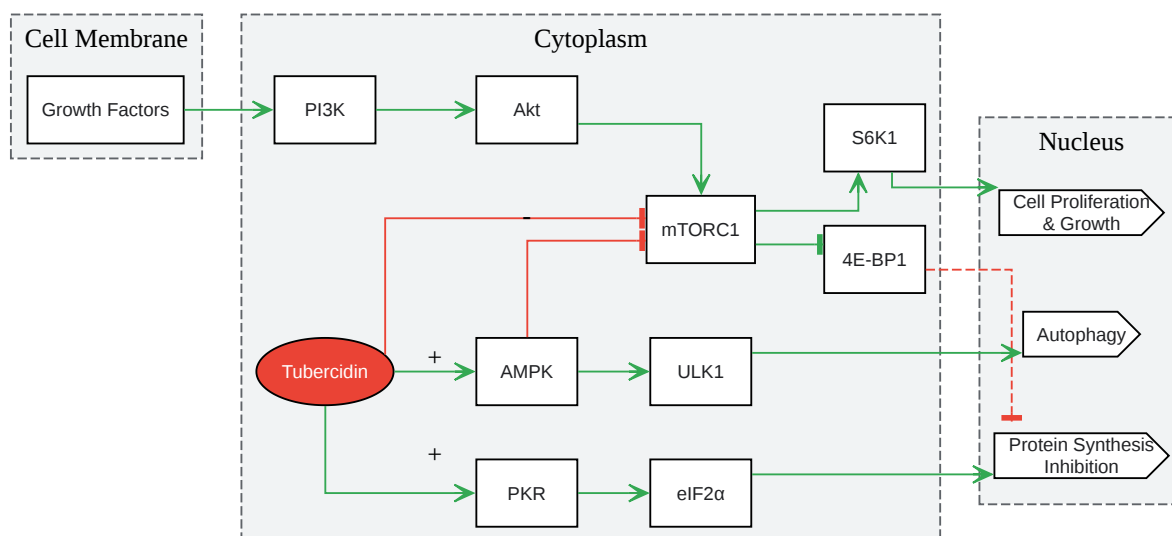 Cell Membrane
Growth Factors
Cytoplasm
PI3K
Akt
S6K1
mTORC1
4E-BP1
-
Tubercidin
+
AMPK
ULK1
+
PKR
eIF2α
Nucleus
Cell Proliferation
& Growth
Autophagy
Protein Synthesis
Inhibition